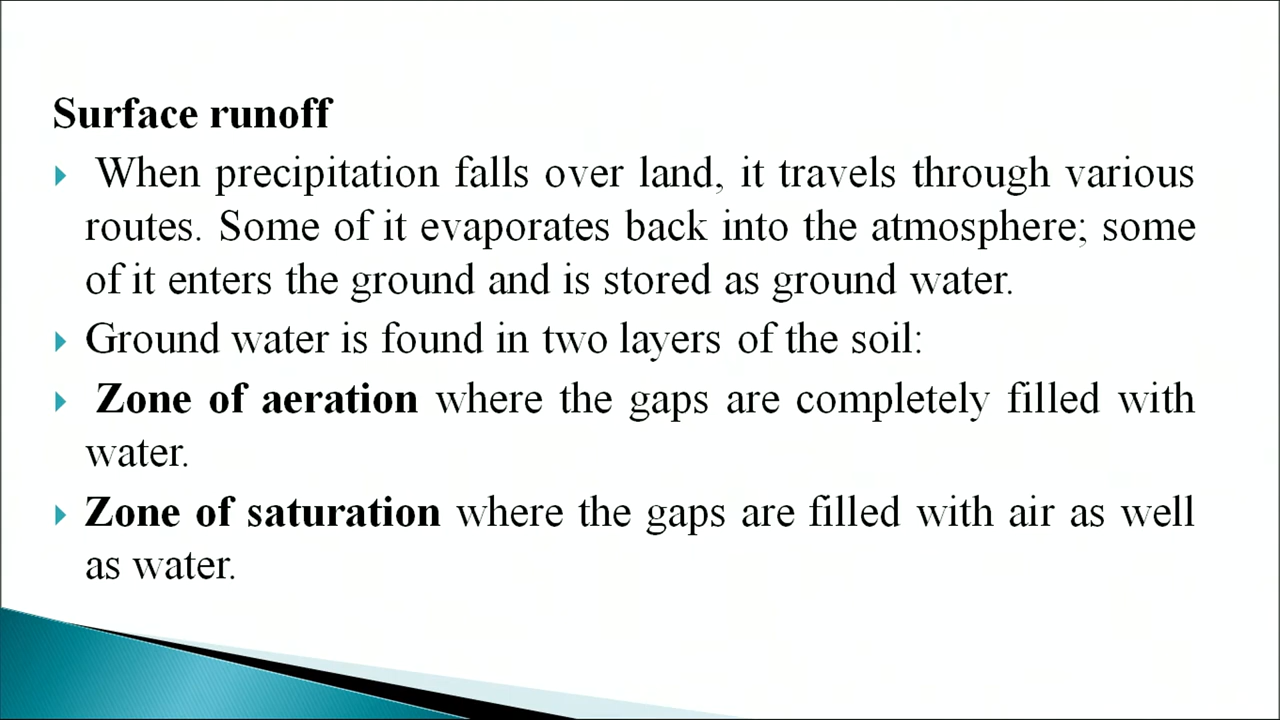 Surface runoff
When precipitation falls over land, it travels through various
routes. Some of it evaporates back into the atmosphere; some
of it enters the ground and is stored as ground water.
Ground water is found in two layers of the soil:
Zone of aeration where the gaps are completely filled with
water.
Zone of saturation where the gaps are filled with air as well
as water.